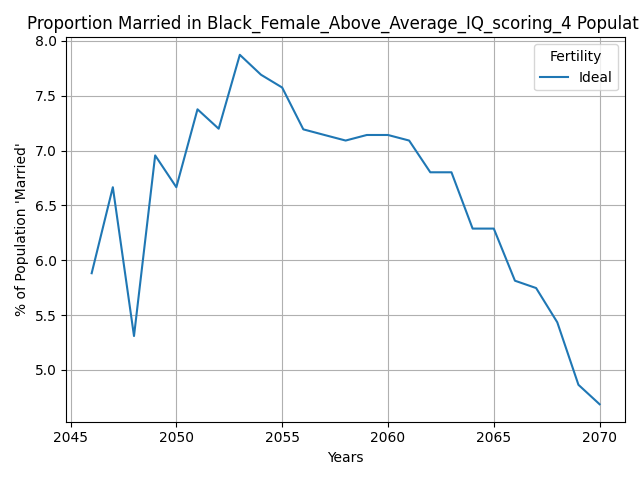 Proportion Married in Black_Female_Above_Average_IQ_scoring_4 Populat
8.0
7.5
7.0
6.5
6.0
5.5
5.0
% of Population 'Married'
Fertility
Ideal
2045 2050 2055 2060 2065 2070
Years